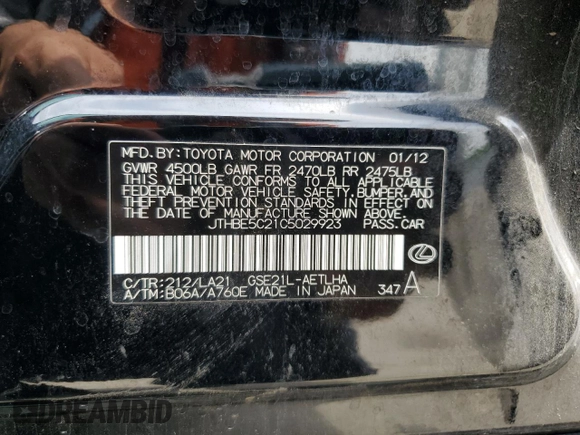 MFD. BY: TOYOTA MOTOR CORPORATION 01/12
GVWR 4500LB GAWR FR 2470LB RR 2475LB
THIS VEHICLE CONFORMS TO ALL APPLICABLE
FEDERAL MOTOR VEHICLE SAFETY, BUMPER, AND
THEFT PREVENTION STANDARDS IN EFFECT ON
THE DATE OF MANUFACTURE SHOWN ABOVE.
JTHBE5C21C5029923 PASS.CAR
C/TR:212/LA21 GSE21L-AETLHA
A/TM:B06A/A760E MADE IN JAPAN 347 A
DREAMBID